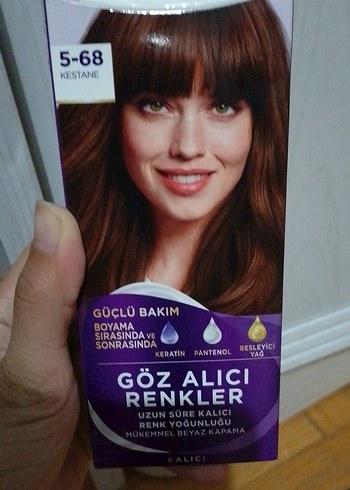 5-68
KESTANE
GÜÇLÜ BAKIM
BOYAMA
SIRASINDA VE
SONRASINDA
KERATİN
PANTENOL
BESLEYİCİ
YAĞ
GÖZ ALICI
RENKLER
UZUN SÜRE KALICI
RENK YOĞUNLUĞU
MÜKEMMEL BEYAZ KAPAMA
KALICI